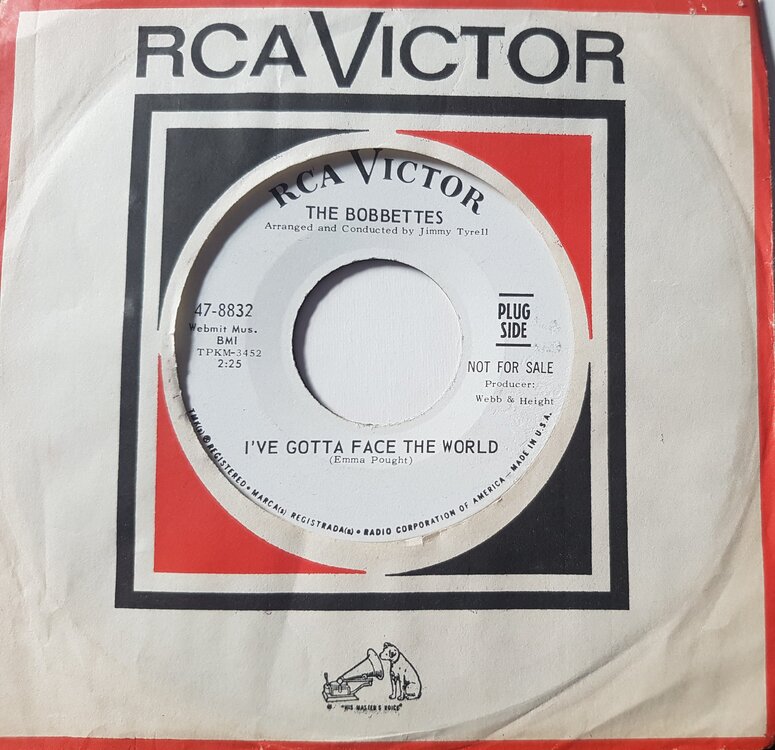 RCA VICTOR
RCA VICTOR
THE BOBBETTES
Arranged and Conducted by Jimmy Tyrell
47-8832
Webmit Mus.
BMI
TPKM-3452
2:25
PLUG
SIDE
NOT FOR SALE
Producer:
Webb & Height
I'VE GOTTA FACE THE WORLD
(Emma Pought)
TMK(s) ® REGISTERED • MARCA(s) REGISTRADA(s) • RADIO CORPORATION OF AMERICA — MADE IN U.S.A.
"HIS MASTER'S VOICE"